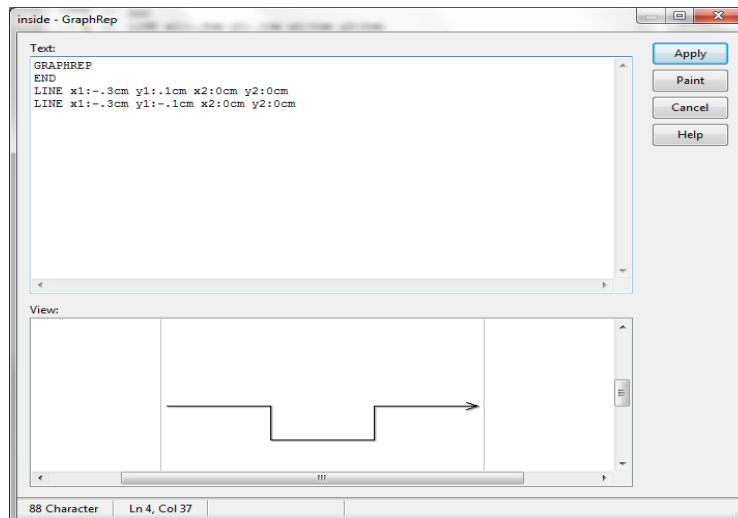 inside - GraphRep
Text:
GRAPHREP
END
LINE x1:-.3cm y1:.1cm x2:0cm y2:0cm
LINE x1:-.3cm y1:-.1cm x2:0cm y2:0cm
Apply
Paint
Cancel
Help
View:
88 Character Ln 4, Col 37